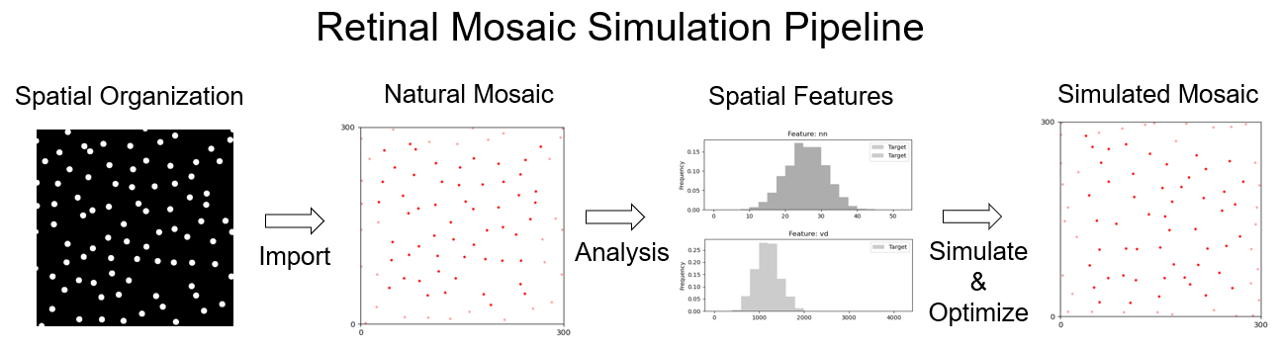 Retinal Mosaic Simulation Pipeline
Spatial Organization
Import
Natural Mosaic
300
0
0
300
Analysis
Spatial Features
Feature: nn
Target
Target
Frequency
0.15
0.10
0.05
0.00
0 10 20 30 40 50
Feature: vd
Target
Frequency
0.25
0.20
0.15
0.10
0.05
0.00
0 1000 2000 3000 4000
Simulate
&
Optimize
Simulated Mosaic
300
0
0
300